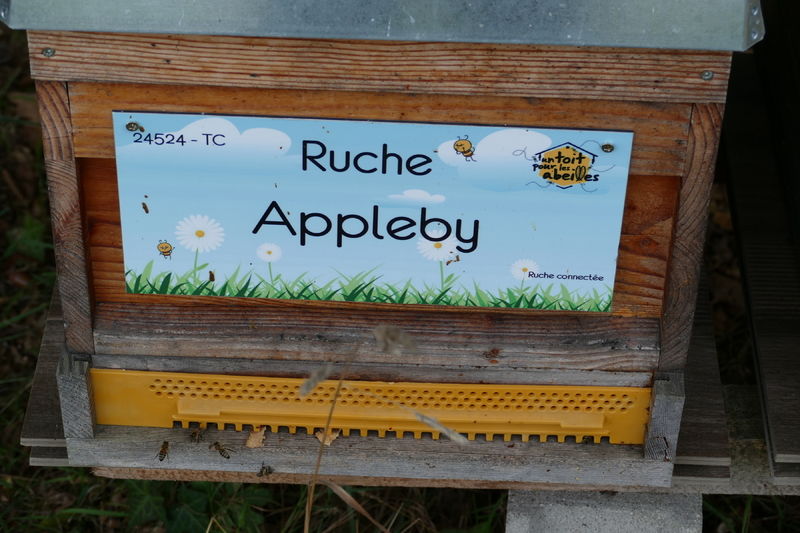 24524 - TC
Ruche
Appleby
un toit
pour les
abeilles
Ruche connectée